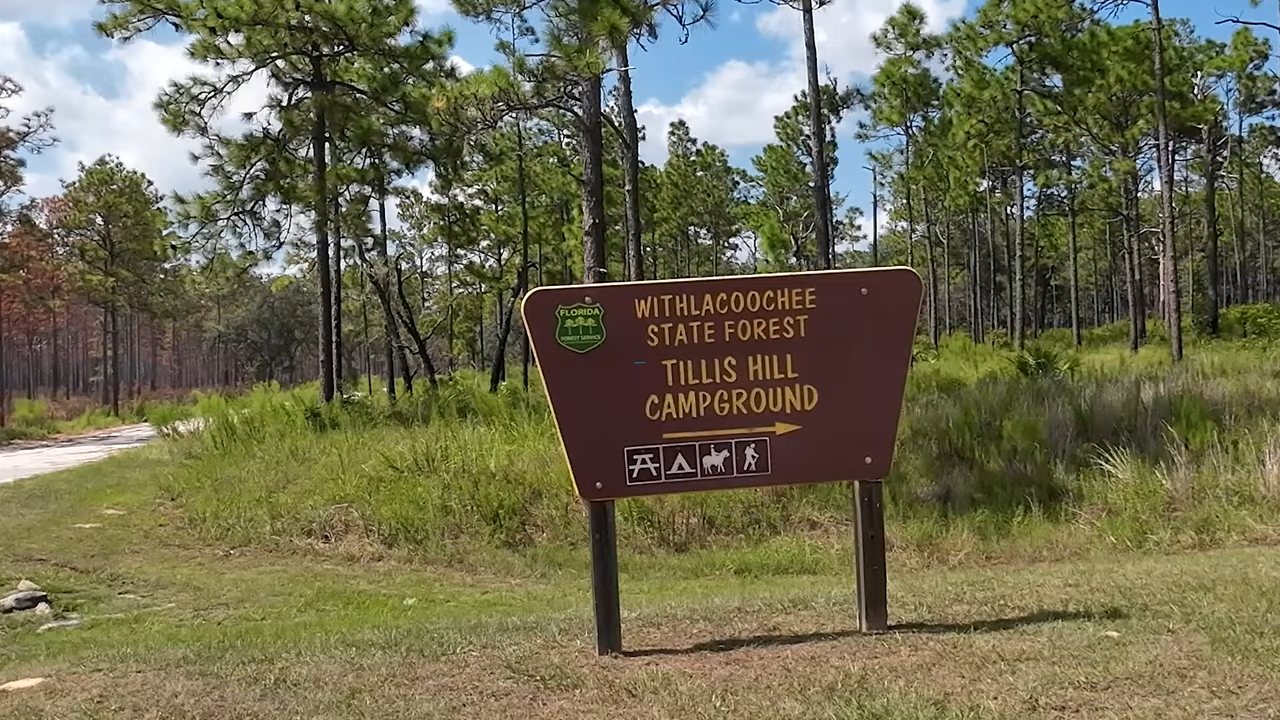 FLORIDA
FOREST SERVICE
WITHLACOOCHEE
STATE FOREST
TILLIS HILL
CAMPGROUND